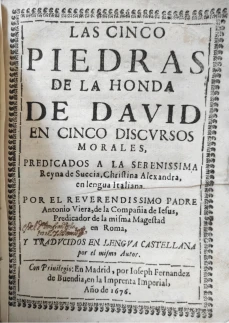 LAS CINCO
PIEDRAS
DE LA HONDA
DE DAVID
EN CINCO DISCVRSOS
MORALES,
PREDICADOS A LA SERENISSIMA
Reyna de Suecia, Christina Alexandra,
en lengua Italiana.
POR EL REVERENDISSIMO PADRE
Antonio Viera, de la Compañia de Iesus,
Predicador de la misma Magestad
en Roma,
Y TRADVCIDOS EN LENGVA CASTELLANA
por el mismo Autor.
Con Priuilegio: En Madrid, por Ioseph Fernandez
de Buendia, en la Imprenta Imperial,
Año de 1676.